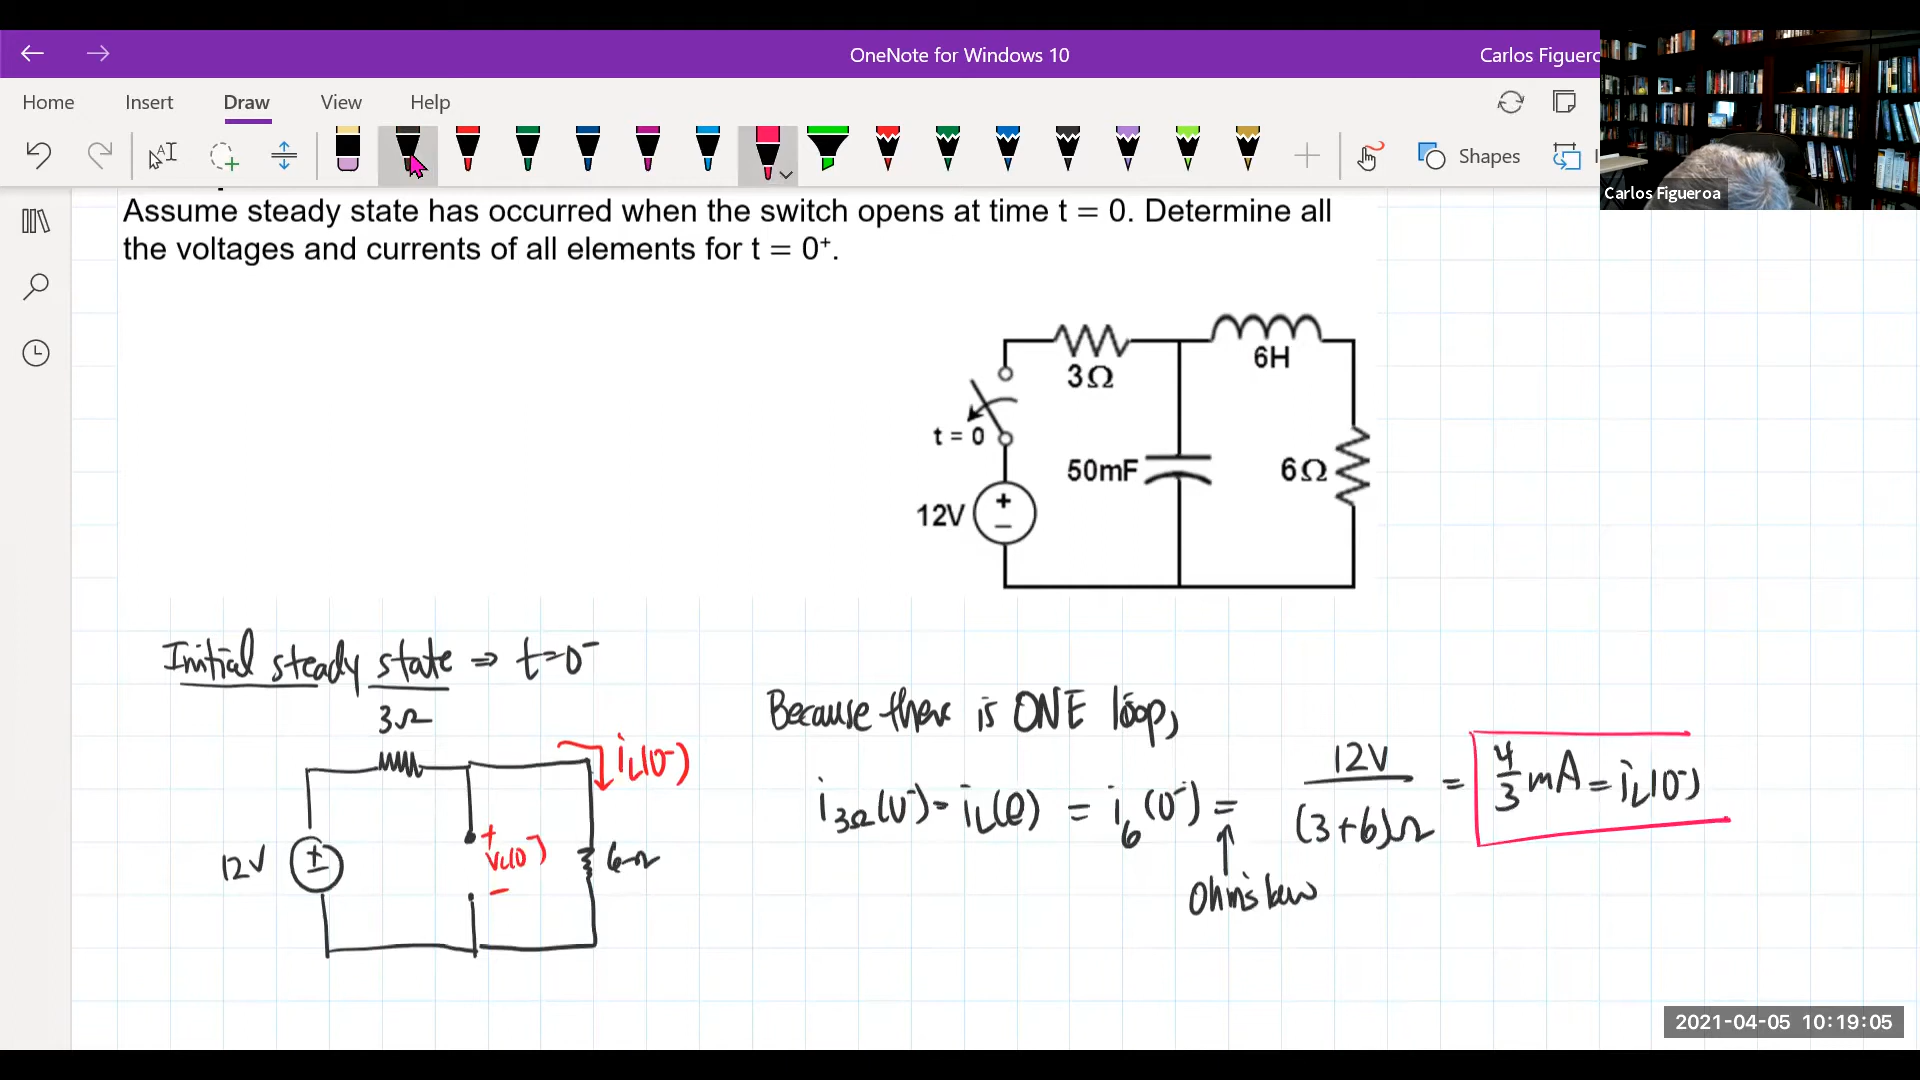 OneNote for Windows 10
Carlos Figuero
Home Insert Draw View Help
Shapes
Carlos Figueroa
Assume steady state has occurred when the switch opens at time t = 0. Determine all
the voltages and currents of all elements for t = 0⁺.
6H
3Ω
t = 0
50mF
6Ω
12V
+
−
Initial steady state ⇒ t=0⁻
3Ω
iL(0⁻)
12V
+
−
+
vc(0⁻)
−
6Ω
Because there is ONE loop,
i3Ω(0⁻) = iL(0) = i6(0⁻) = 12V / (3+6)Ω = 4/3 mA = iL(0⁻)
Ohm's law
2021-04-05 10:19:05